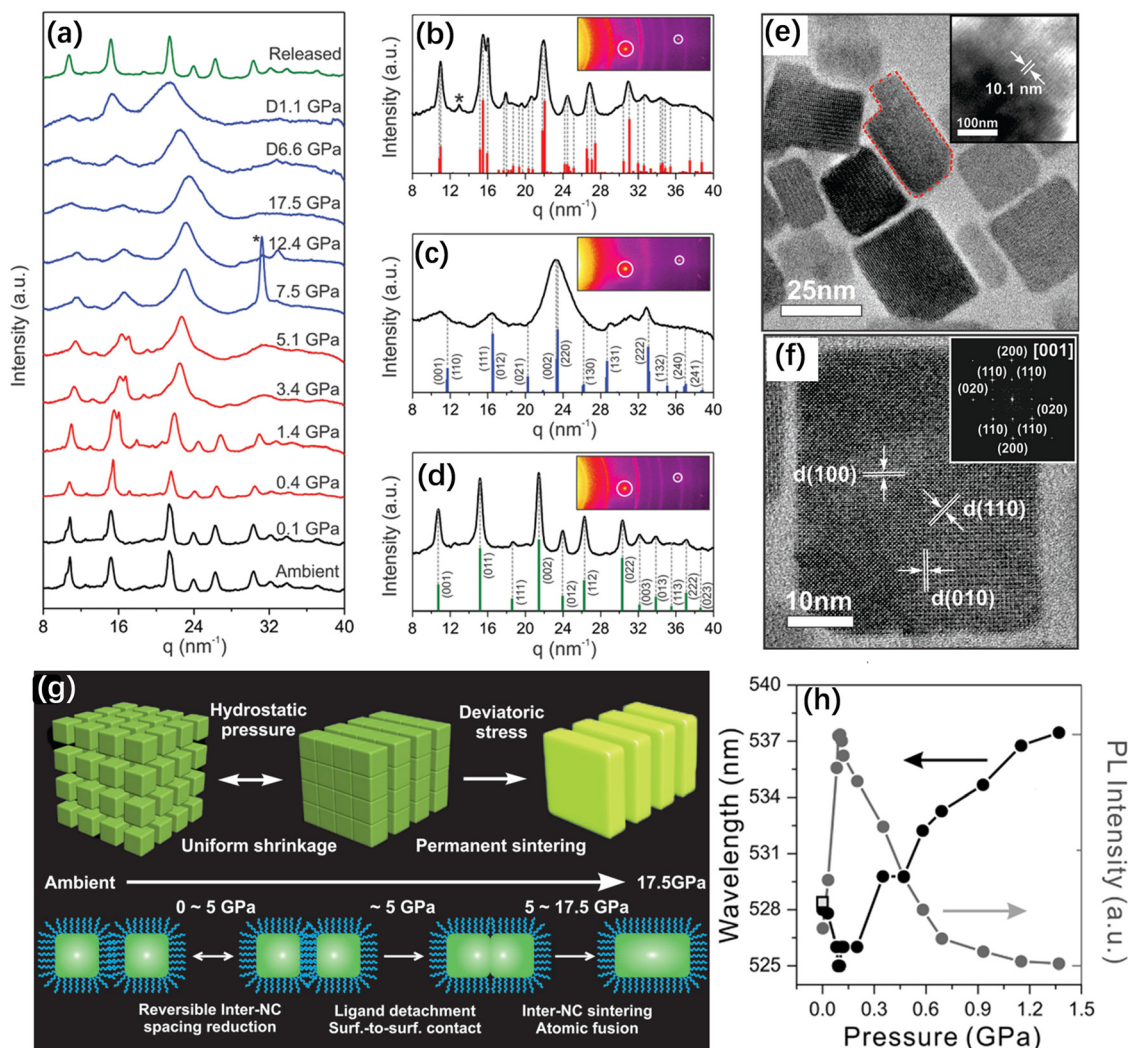 (a)
Released
D1.1 GPa
D6.6 GPa
17.5 GPa
12.4 GPa
*
7.5 GPa
5.1 GPa
3.4 GPa
1.4 GPa
0.4 GPa
0.1 GPa
Ambient
Intensity (a.u.)
8 16 24 32 40
q (nm⁻¹)
(b)
*
Intensity (a.u.)
8 12 16 20 24 28 32 36 40
q (nm⁻¹)
(c)
Intensity (a.u.)
(001)
(110)
(111)
(012)
(021)
(002)
(220)
(130)
(131)
(222)
(132)
(240)
(241)
8 12 16 20 24 28 32 36 40
q (nm⁻¹)
(d)
Intensity (a.u.)
(001)
(011)
(111)
(002)
(012)
(112)
(022)
(003)
(013)
(113)
(222)
(023)
8 12 16 20 24 28 32 36 40
q (nm⁻¹)
(e)
10.1 nm
100nm
25nm
(f)
[001]
(200)
(110) (110)
(020)
(020)
(110) (110)
(200)
d(100)
d(110)
d(010)
10nm
(g)
Hydrostatic
pressure
Deviatoric
stress
Uniform shrinkage
Permanent sintering
Ambient
17.5GPa
0 ~ 5 GPa
~ 5 GPa
5 ~ 17.5 GPa
Reversible Inter-NC
spacing reduction
Ligand detachment
Surf.-to-surf. contact
Inter-NC sintering
Atomic fusion
(h)
540
537
534
531
528
525
Wavelength (nm)
PL Intensity (a.u.)
0.0 0.3 0.6 0.9 1.2 1.5
Pressure (GPa)